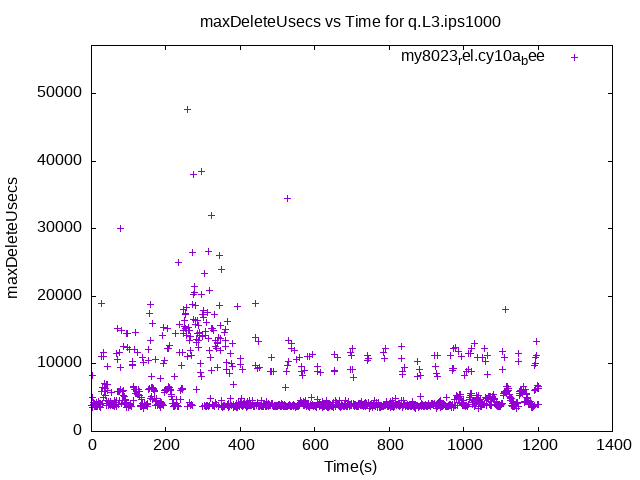 maxDeleteUsecs vs Time for q.L3.ips1000
my8023rel.cy10abee
50000
40000
30000
20000
10000
0
maxDeleteUsecs
0 200 400 600 800 1000 1200 1400
Time(s)